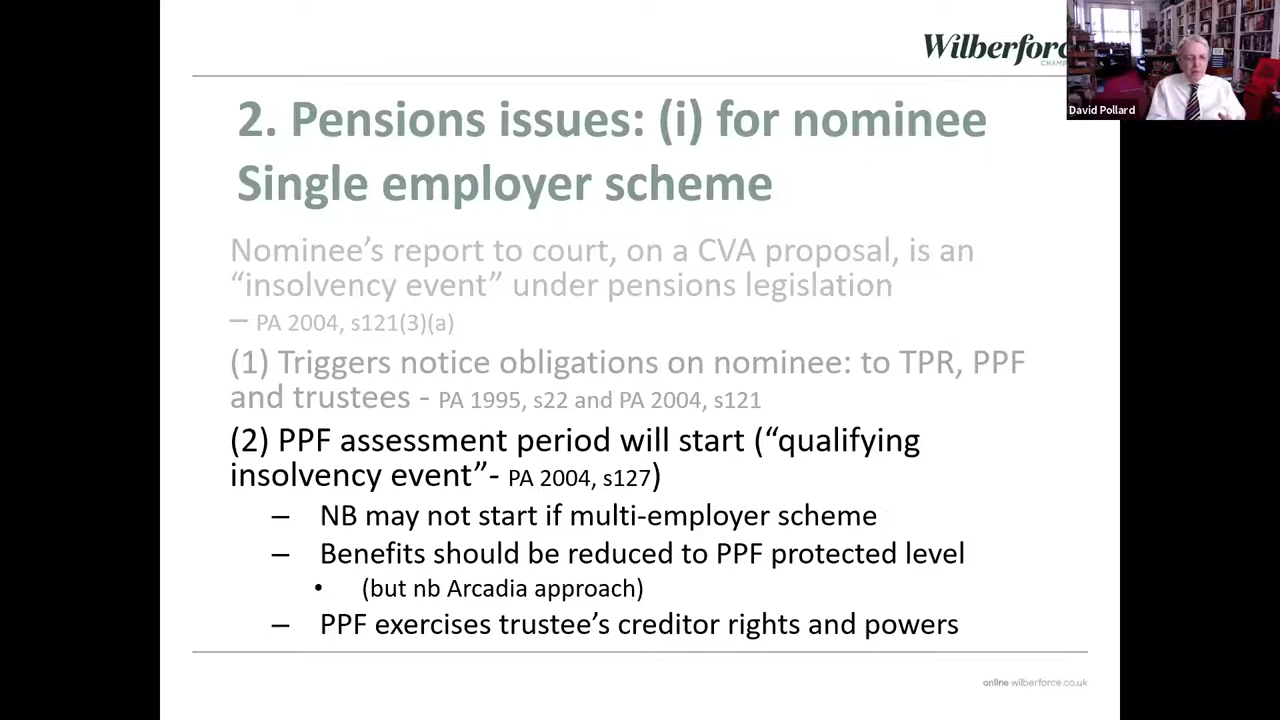 Wilberforc
CHAM
David Pollard
2. Pensions issues: (i) for nominee
Single employer scheme
Nominee’s report to court, on a CVA proposal, is an
“insolvency event” under pensions legislation
– PA 2004, s121(3)(a)
(1) Triggers notice obligations on nominee: to TPR, PPF
and trustees - PA 1995, s22 and PA 2004, s121
(2) PPF assessment period will start (“qualifying
insolvency event”- PA 2004, s127)
– NB may not start if multi-employer scheme
– Benefits should be reduced to PPF protected level
• (but nb Arcadia approach)
– PPF exercises trustee’s creditor rights and powers
online wilberforce.co.uk